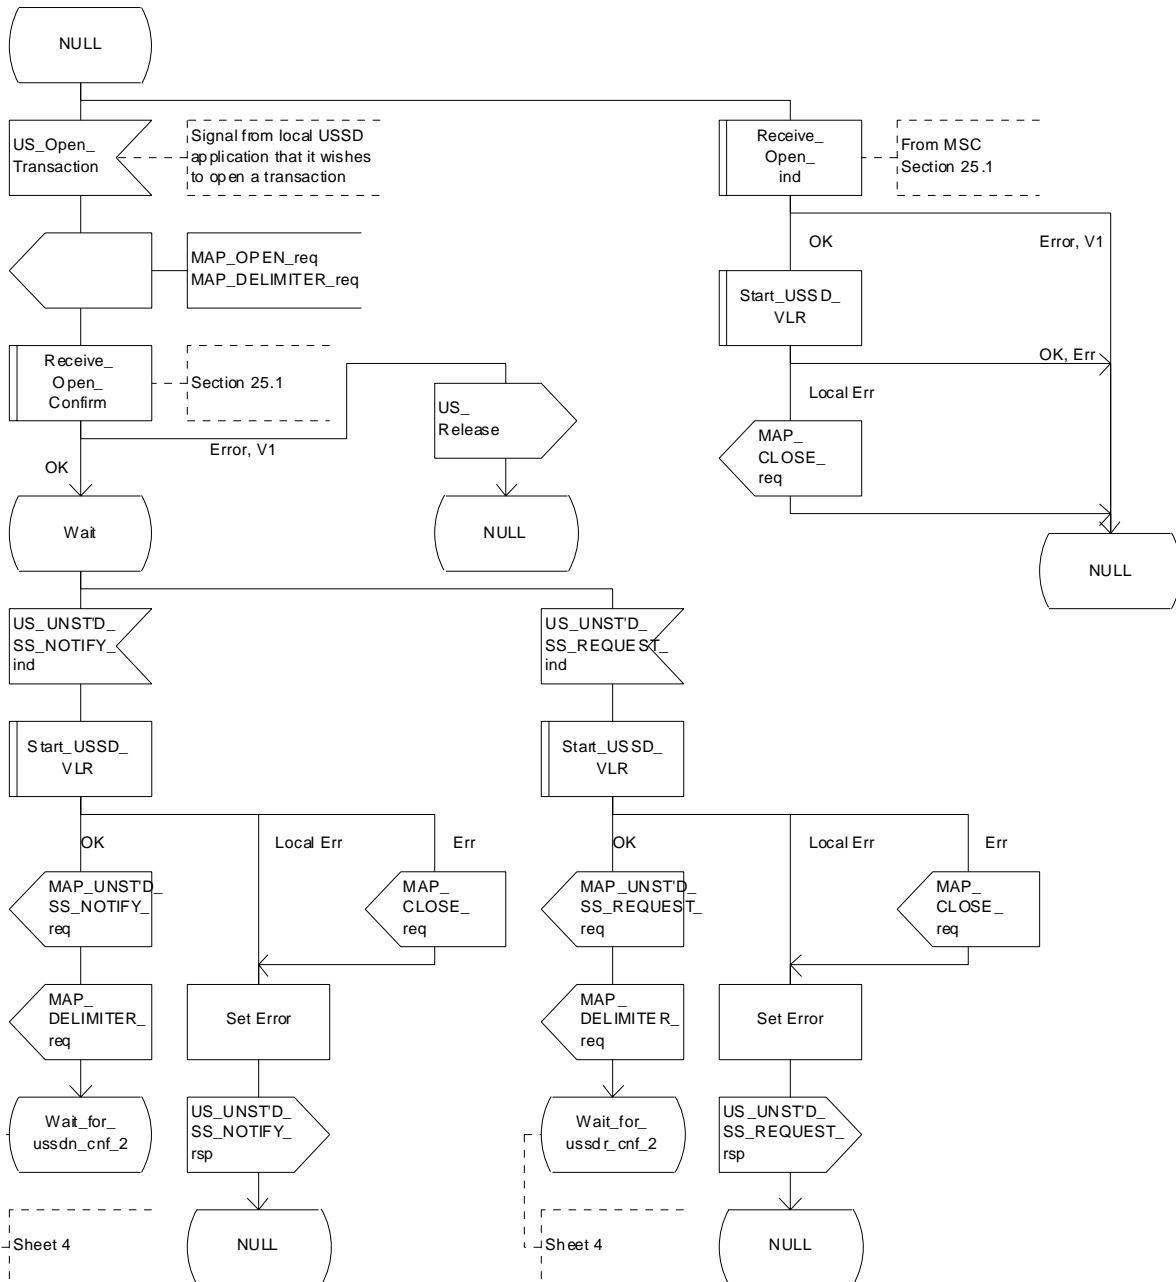 NULL
US_Open_
Transaction
Signal from local USSD
application that it wishes
to open a transaction
Receive_
Open_
ind
From MSC
Section 25.1
MAP_OPEN_req
MAP_DELIMITER_req
OK
Error, V1
Start_USSD_
VLR
Receive_
Open_
Confirm
Section 25.1
OK, Err
Local Err
US_
Release
MAP_
CLOSE_
req
Error, V1
OK
Wait
NULL
NULL
US_UNST'D_
SS_NOTIFY_
ind
US_UNST'D_
SS_REQUEST_
ind
Start_USSD_
VLR
Start_USSD_
VLR
OK
Local Err
Err
OK
Local Err
Err
MAP_UNST'D_
SS_NOTIFY_
req
MAP_
CLOSE_
req
MAP_UNST'D_
SS_REQUEST_
req
MAP_
CLOSE_
req
MAP_
DELIMITER_
req
Set Error
MAP_
DELIMITER_
req
Set Error
Wait_for_
ussdn_cnf_2
US_UNST'D_
SS_NOTIFY_
rsp
Wait_for_
ussdr_cnf_2
US_UNST'D_
SS_REQUEST_
rsp
Sheet 4
NULL
Sheet 4
NULL